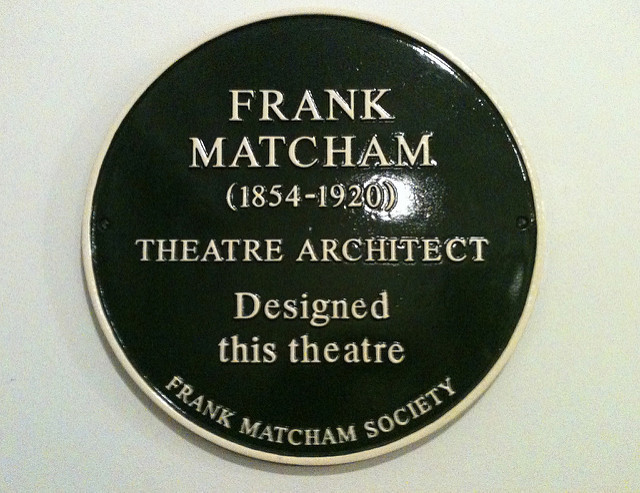 FRANK
MATCHAM
(1854-1920)
THEATRE ARCHITECT
Designed
this theatre
FRANK MATCHAM SOCIETY